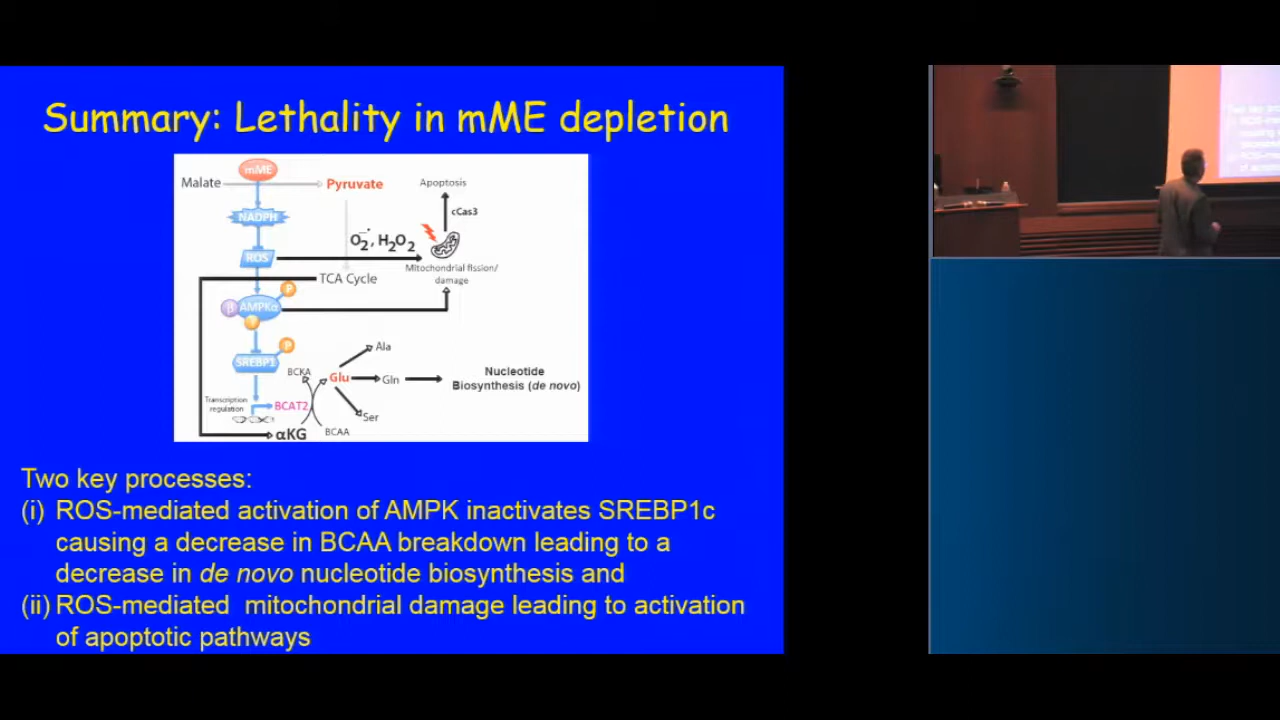 Summary: Lethality in mME depletion
mME
Malate
Pyruvate
Apoptosis
cCas3
NADPH
O2−·, H2O2
ROS
Mitochondrial fission/
damage
TCA Cycle
P
β
AMPKα
P
SREBP1
Ala
BCKA
Glu
Gln
Nucleotide
Biosynthesis (de novo)
Transcription
regulation
BCAT2
Ser
αKG
BCAA
Two key processes:
(i) ROS-mediated activation of AMPK inactivates SREBP1c
causing a decrease in BCAA breakdown leading to a
decrease in de novo nucleotide biosynthesis and
(ii) ROS-mediated mitochondrial damage leading to activation
of apoptotic pathways